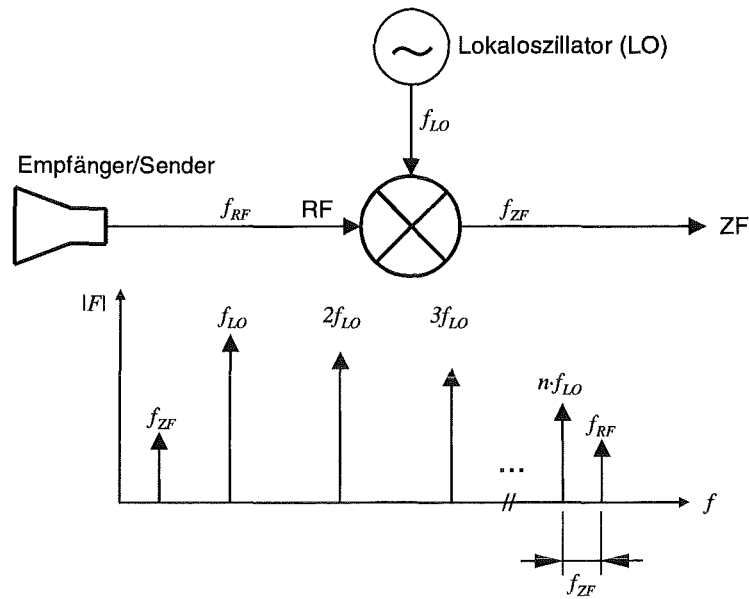 ~
Lokaloszillator (LO)
f_LO
Empfänger/Sender
f_RF
RF
f_ZF
ZF
|F|
f_LO
2f_LO
3f_LO
n·f_LO
f_ZF
f_RF
...
//
f
f_ZF